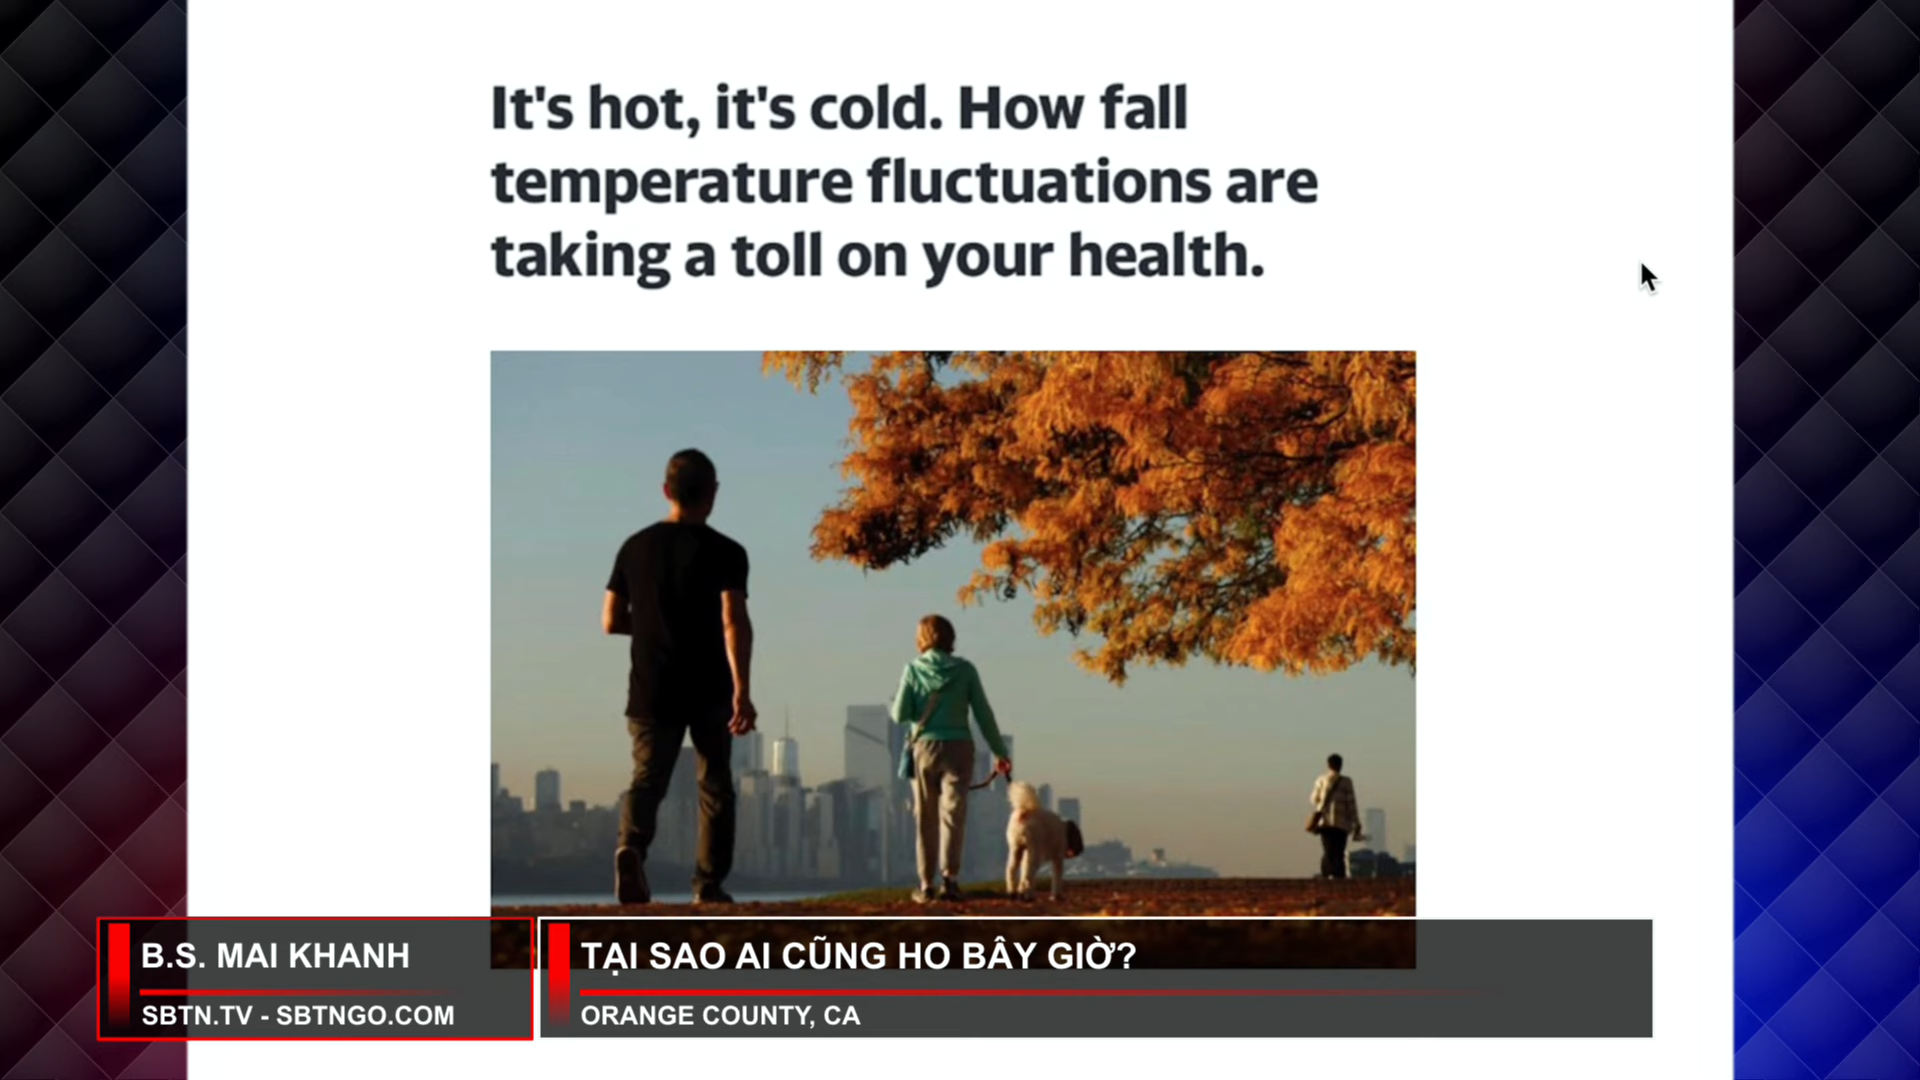 It's hot, it's cold. How fall
temperature fluctuations are
taking a toll on your health.
B.S. MAI KHANH
SBTN.TV - SBTNGO.COM
TẠI SAO AI CŨNG HO BÂY GIỜ?
ORANGE COUNTY, CA